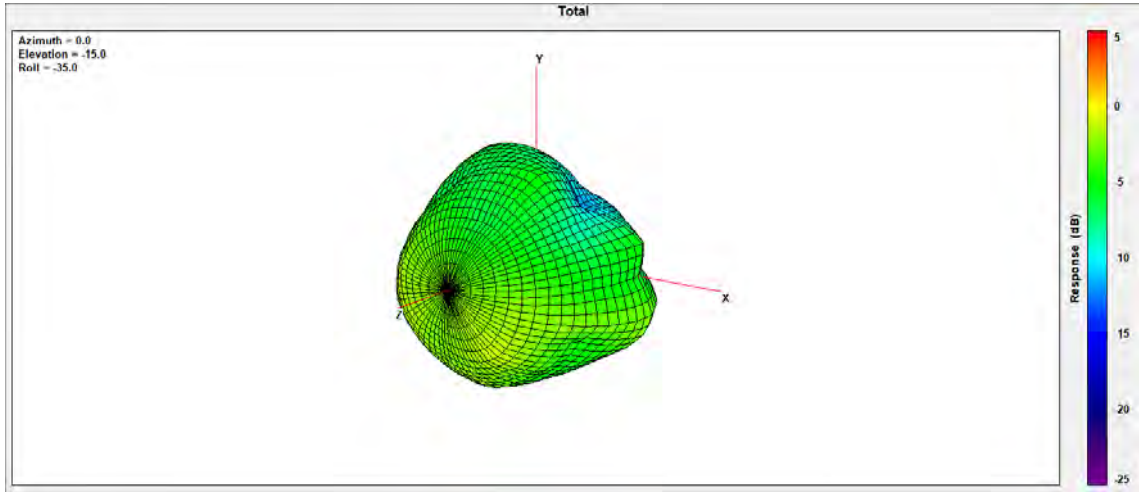 Total
Azimuth = 0.0
Elevation = -15.0
Roll = -35.0
Y
X
Z
5
0
5
10
15
-20
-25
Response (dB)